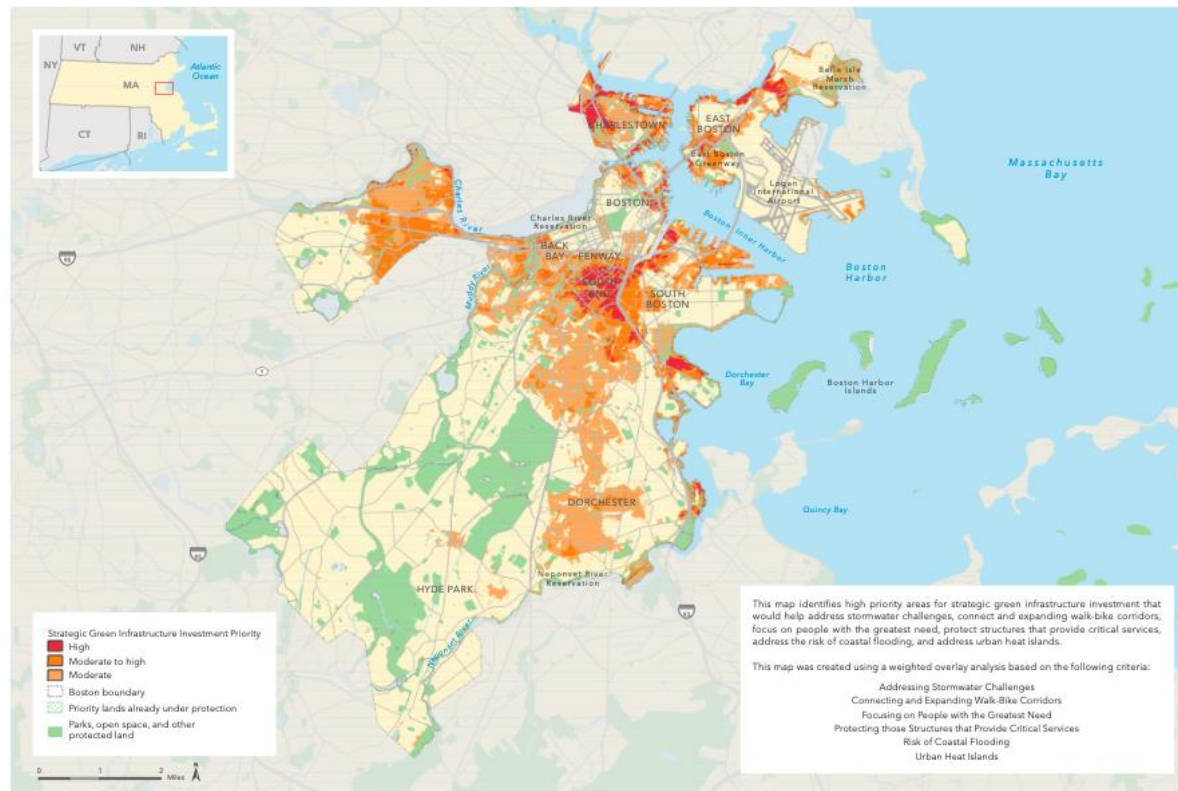 VT
NH
NY
Atlantic
Ocean
MA
CT
RI
Belle Isle
Marsh
Reservation
CHARLESTOWN
EAST
BOSTON
East Boston
Greenway
Massachusetts
Bay
Logan
International
Airport
Charles River
BOSTON
Charles River
Reservation
Boston Inner Harbor
BACK
BAY
FENWAY
Boston
Harbor
Muddy River
SOUTH
END
SOUTH
BOSTON
Dorchester
Bay
Boston Harbor
Islands
DORCHESTER
Quincy Bay
Neponset River
Reservation
HYDE PARK
Neponset River
Strategic Green Infrastructure Investment Priority
High
Moderate to high
Moderate
Boston boundary
Priority lands already under protection
Parks, open space, and other
protected land
0 1 2
Miles N
This map identifies high priority areas for strategic green infrastructure investment that
would help address stormwater challenges, connect and expanding walk-bike corridors,
focus on people with the greatest need, protect structures that provide critical services,
address the risk of coastal flooding, and address urban heat islands.
This map was created using a weighted overlay analysis based on the following criteria:
Addressing Stormwater Challenges
Connecting and Expanding Walk-Bike Corridors
Focusing on People with the Greatest Need
Protecting those Structures that Provide Critical Services
Risk of Coastal Flooding
Urban Heat Islands